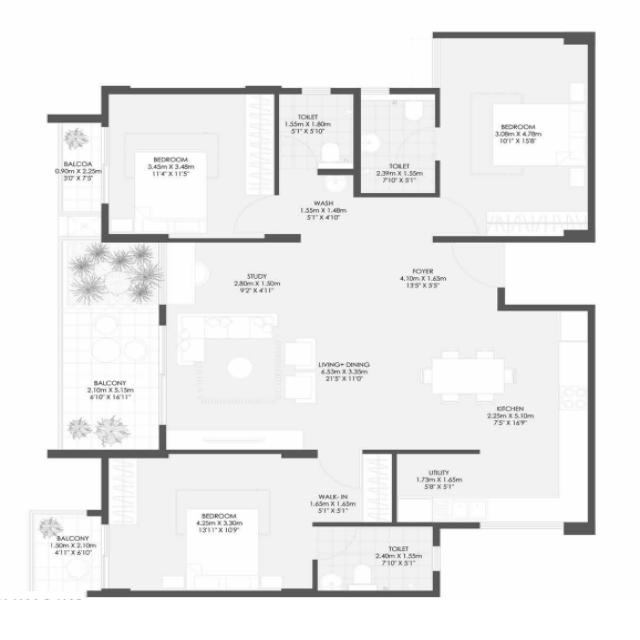 TOILET
1.55m X 1.80m
5'1" X 5'10"
BEDROOM
3.08m X 4.78m
10'1" X 15'8"
BEDROOM
3.45m X 3.48m
11'4" X 11'5"
BALCOA
0.90m X 2.25m
3'0" X 7'5"
TOILET
2.39m X 1.55m
7'10" X 5'1"
WASH
1.55m X 1.48m
5'1" X 4'10"
STUDY
2.80m X 1.50m
9'2" X 4'11"
FOYER
4.10m X 1.65m
13'5" X 5'5"
LIVING+ DINING
6.53m X 3.35m
21'5" X 11'0"
BALCONY
2.10m X 5.15m
6'10" X 16'11"
KITCHEN
2.25m X 5.10m
7'5" X 16'9"
UTILITY
1.73m X 1.65m
5'8" X 5'1"
WALK- IN
1.65m X 1.65m
5'1" X 5'1"
BEDROOM
4.25m X 3.30m
13'11" X 10'9"
BALCONY
1.50m X 2.10m
4'11" X 6'10"
TOILET
2.40m X 1.55m
7'10" X 5'1"